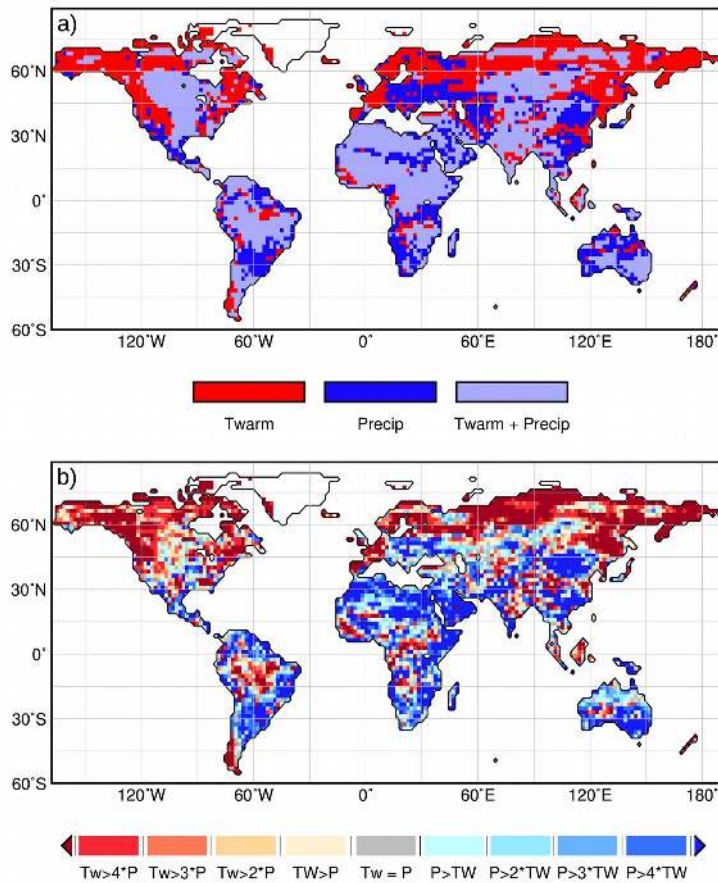 a)
60˚N
30˚N
0˚
30˚S
60˚S
120˚W 60˚W 0˚ 60˚E 120˚E 180˚
Twarm Precip Twarm + Precip
b)
60˚N
30˚N
0˚
30˚S
60˚S
120˚W 60˚W 0˚ 60˚E 120˚E 180˚
Tw>4*P Tw>3*P Tw>2*P TW>P Tw = P P>TW P>2*TW P>3*TW P>4*TW